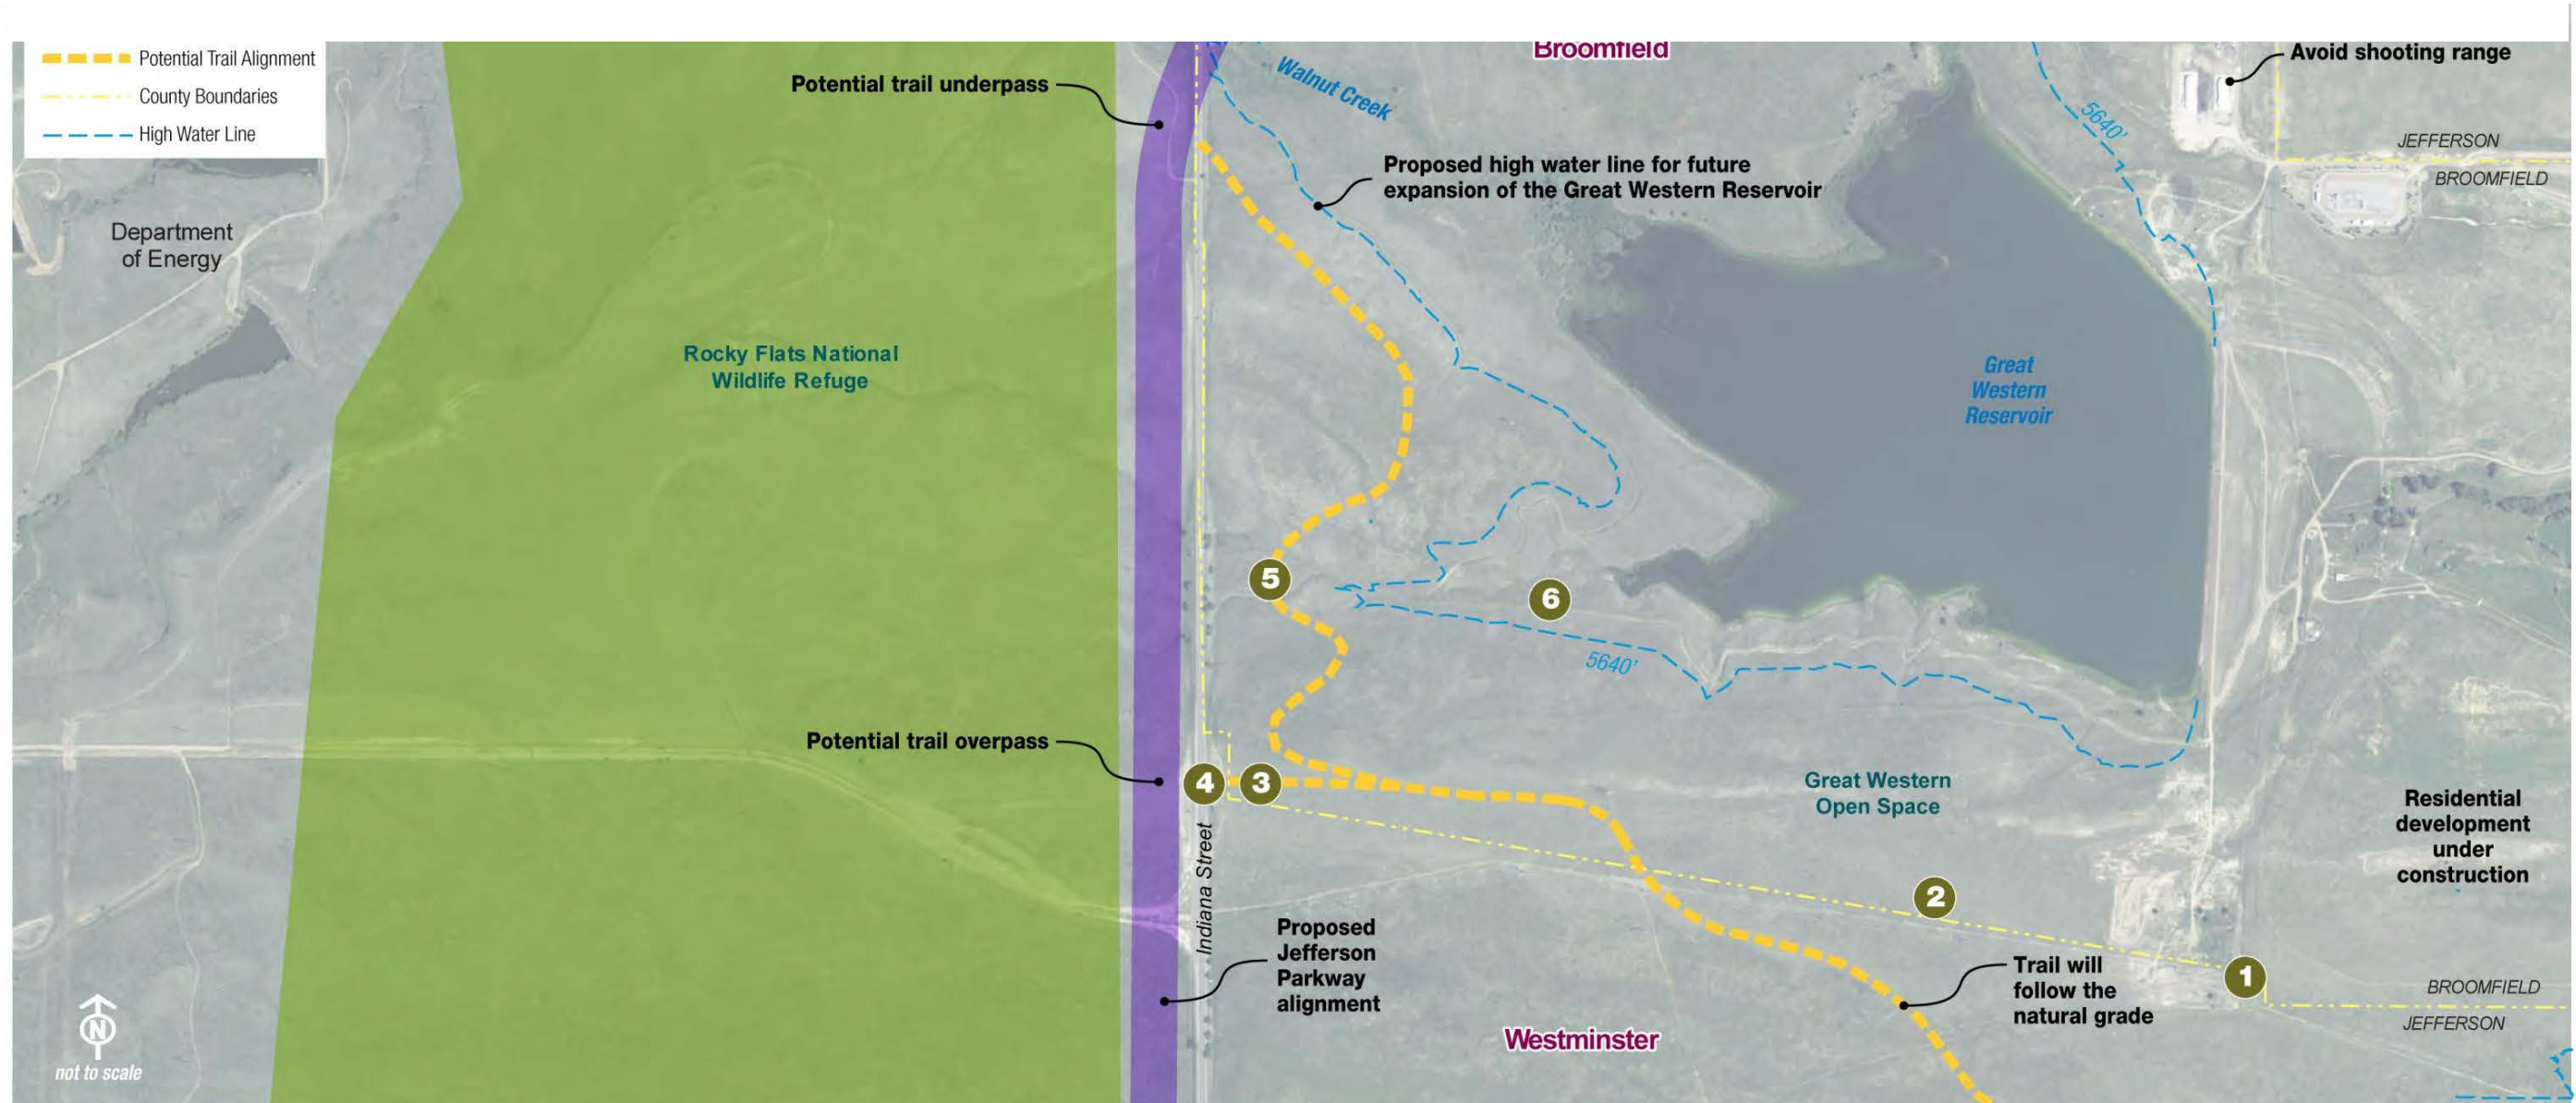 Potential Trail Alignment
County Boundaries
High Water Line
Broomfield
Avoid shooting range
Potential trail underpass
Walnut Creek
5640'
JEFFERSON
BROOMFIELD
Proposed high water line for future
expansion of the Great Western Reservoir
Department
of Energy
Rocky Flats National
Wildlife Refuge
Great
Western
Reservoir
5
6
5640'
Potential trail overpass
4
3
Great Western
Open Space
Residential
development
under
construction
Indiana Street
2
Proposed
Jefferson
Parkway
alignment
Trail will
follow the
natural grade
1
BROOMFIELD
JEFFERSON
Westminster
N
not to scale